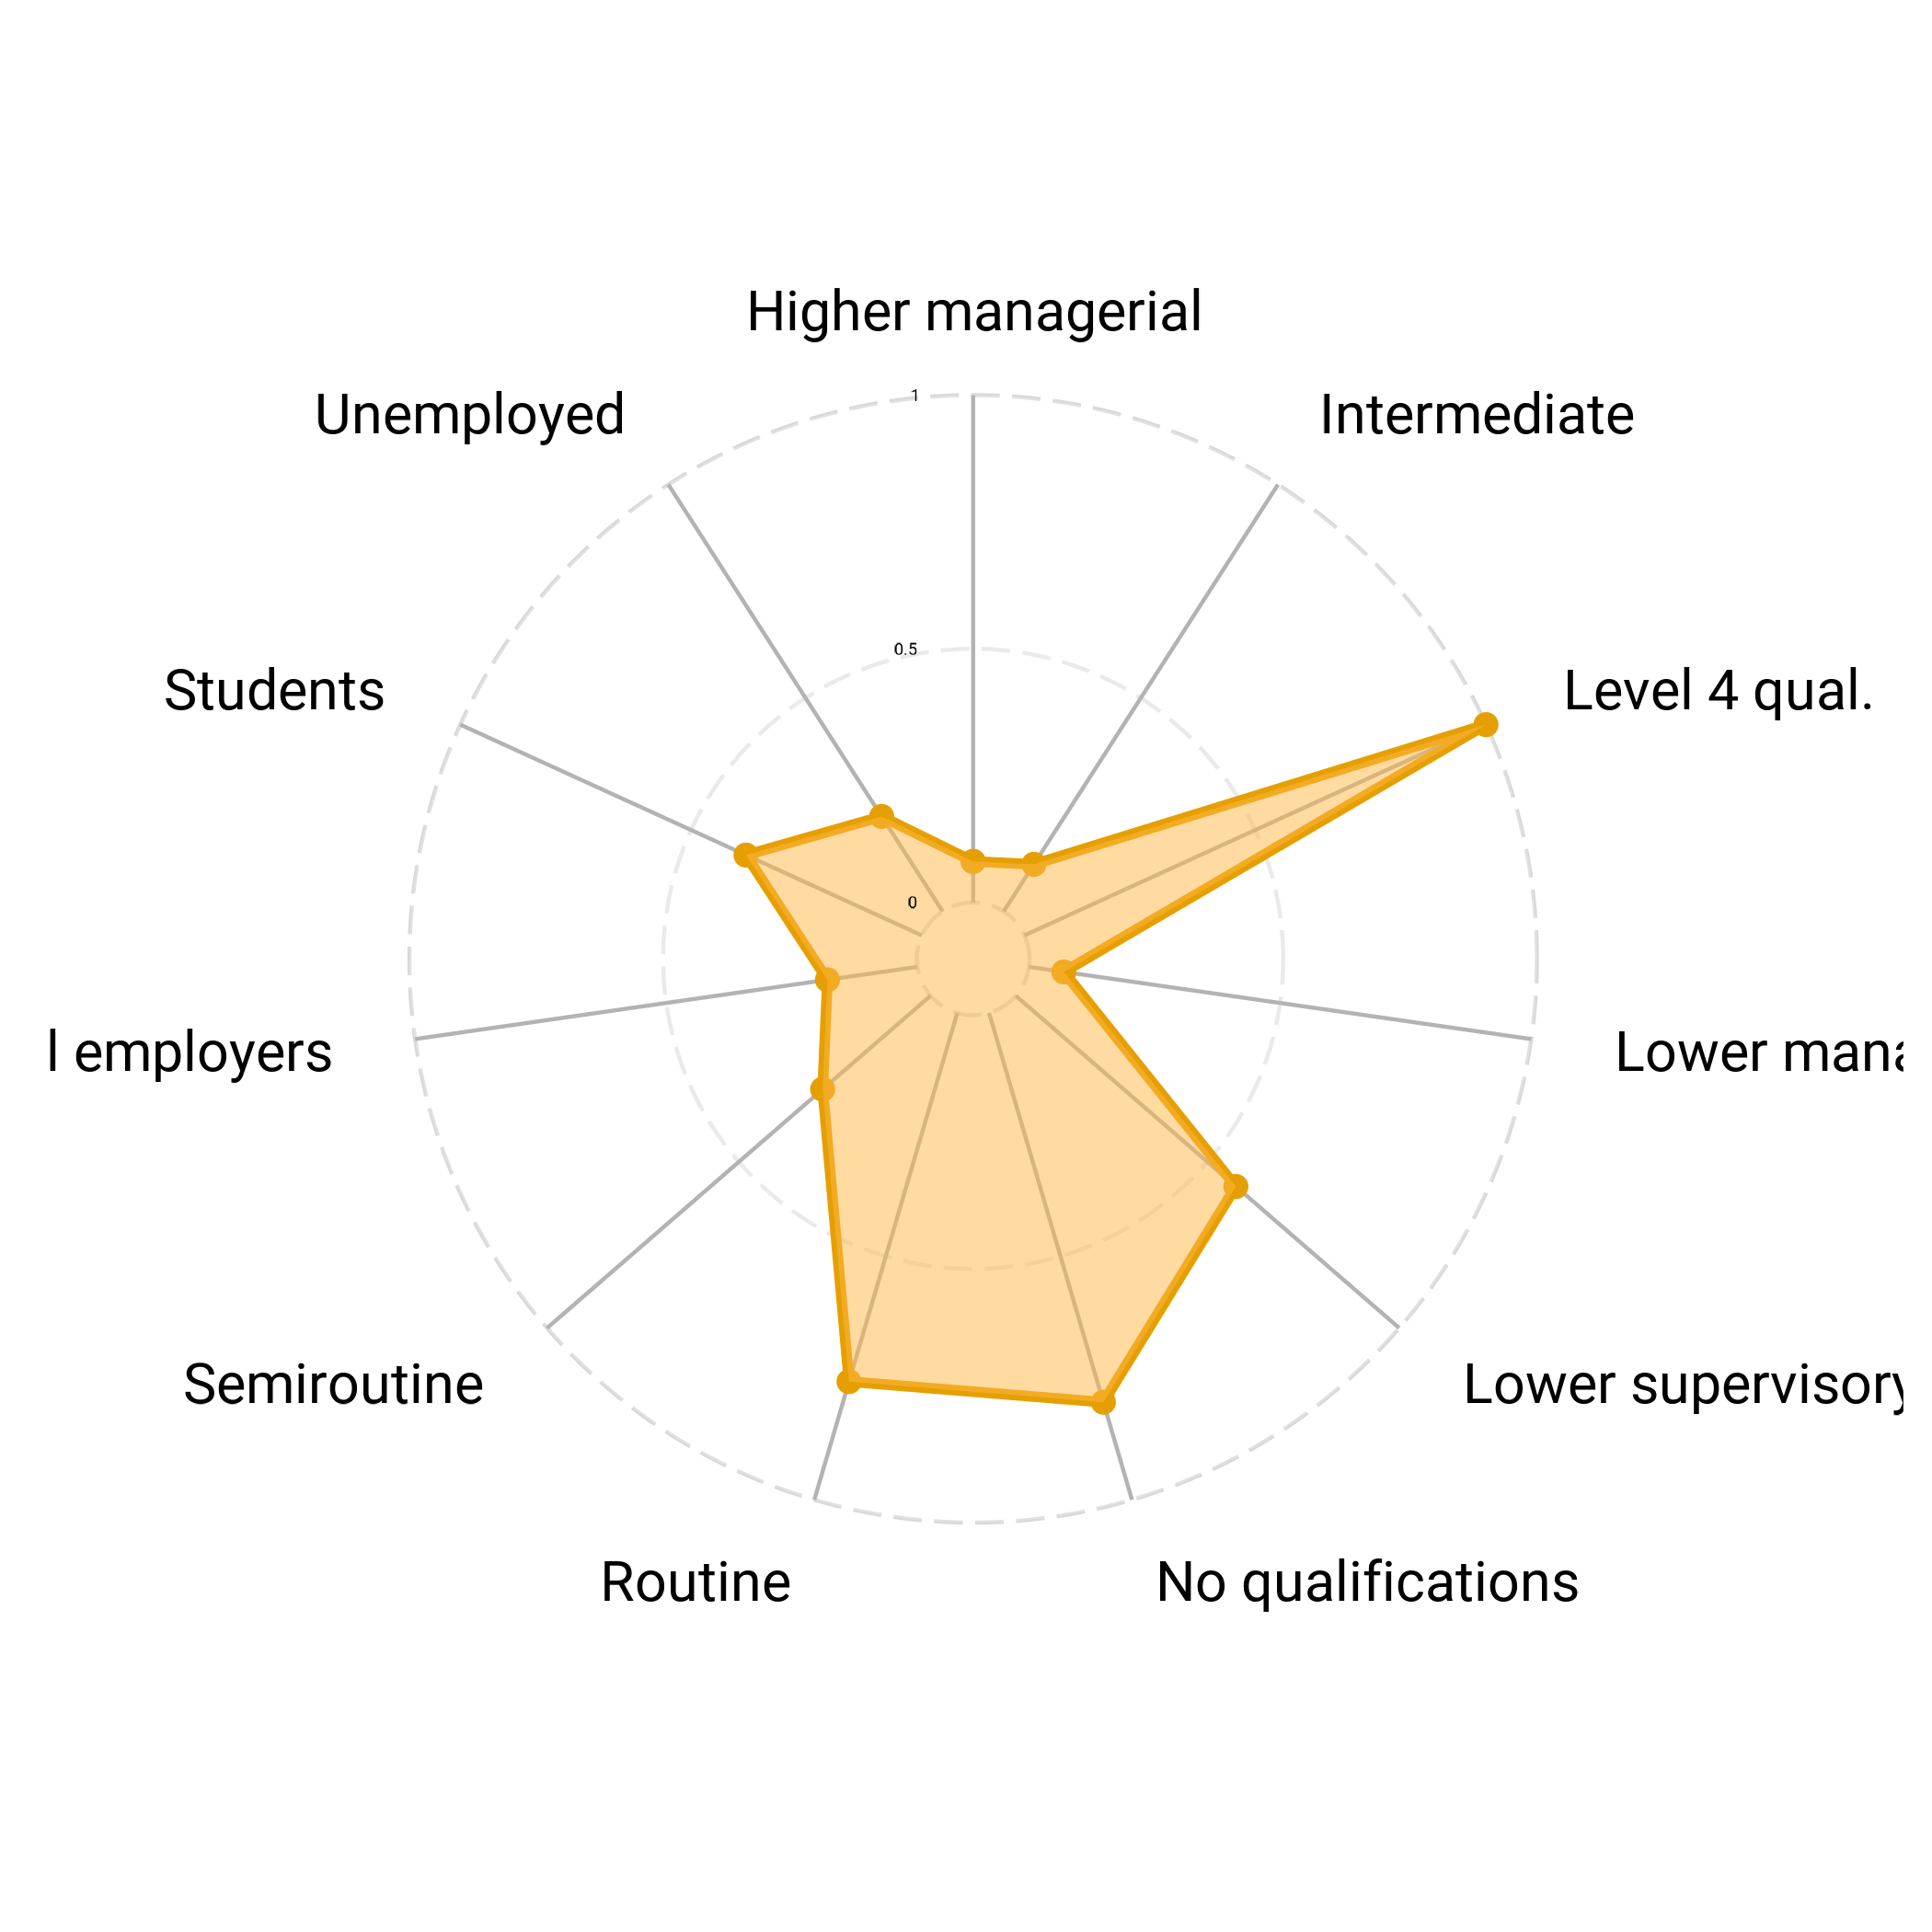 Higher managerial
Unemployed
1
Intermediate
0.5
Students
Level 4 qual.
0
l employers
Lower mana
Semiroutine
Lower supervisory
Routine
No qualifications